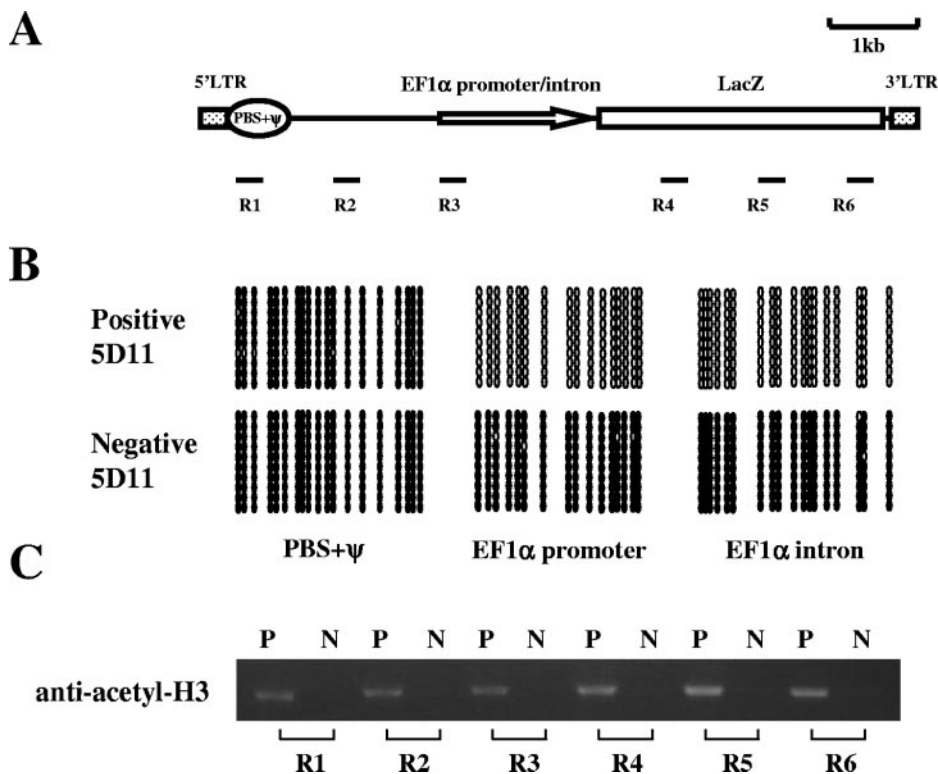 A
1kb
5'LTR EF1α promoter/intron LacZ 3'LTR
PBS+ψ
R1 R2 R3 R4 R5 R6
B
Positive
5D11
Negative
5D11
PBS+ψ EF1α promoter EF1α intron
C
P N P N P N P N P N P N
anti-acetyl-H3
R1 R2 R3 R4 R5 R6